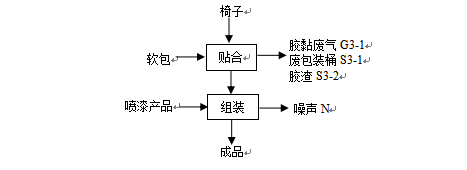 椅子
软包
贴合
胶黏废气 G3-1
废包装桶 S3-1
胶渣 S3-2
喷漆产品
组装
噪声 N
成品